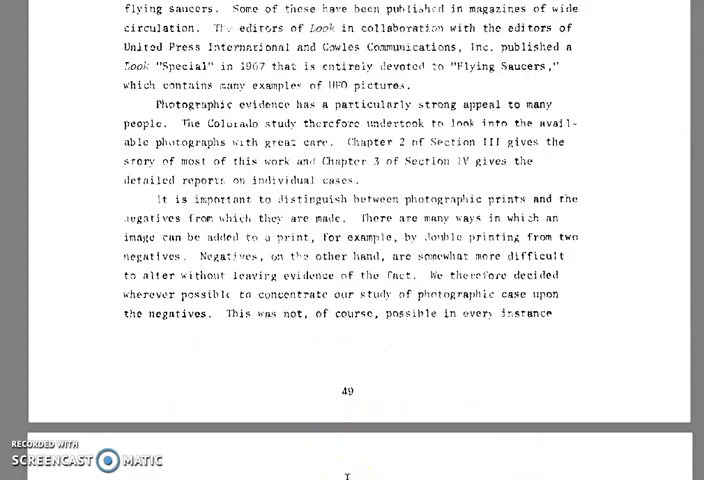 flying saucers. Some of these have been published in magazines of wide
circulation. The editors of Look in collaboration with the editors of
United Press International and Cowles Communications, Inc. published a
Look "Special" in 1967 that is entirely devoted to "Flying Saucers,"
which contains many examples of UFO pictures.
Photographic evidence has a particularly strong appeal to many
people. The Colorado study therefore undertook to look into the avail-
able photographs with great care. Chapter 2 of Section III gives the
story of most of this work and Chapter 3 of Section IV gives the
detailed reports on individual cases.
It is important to distinguish between photographic prints and the
negatives from which they are made. There are many ways in which an
image can be added to a print, for example, by double printing from two
negatives. Negatives, on the other hand, are somewhat more difficult
to alter without leaving evidence of the fact. We therefore decided
wherever possible to concentrate our study of photographic case upon
the negatives. This was not, of course, possible in every instance
49
RECORDED WITH
SCREENCAST MATIC